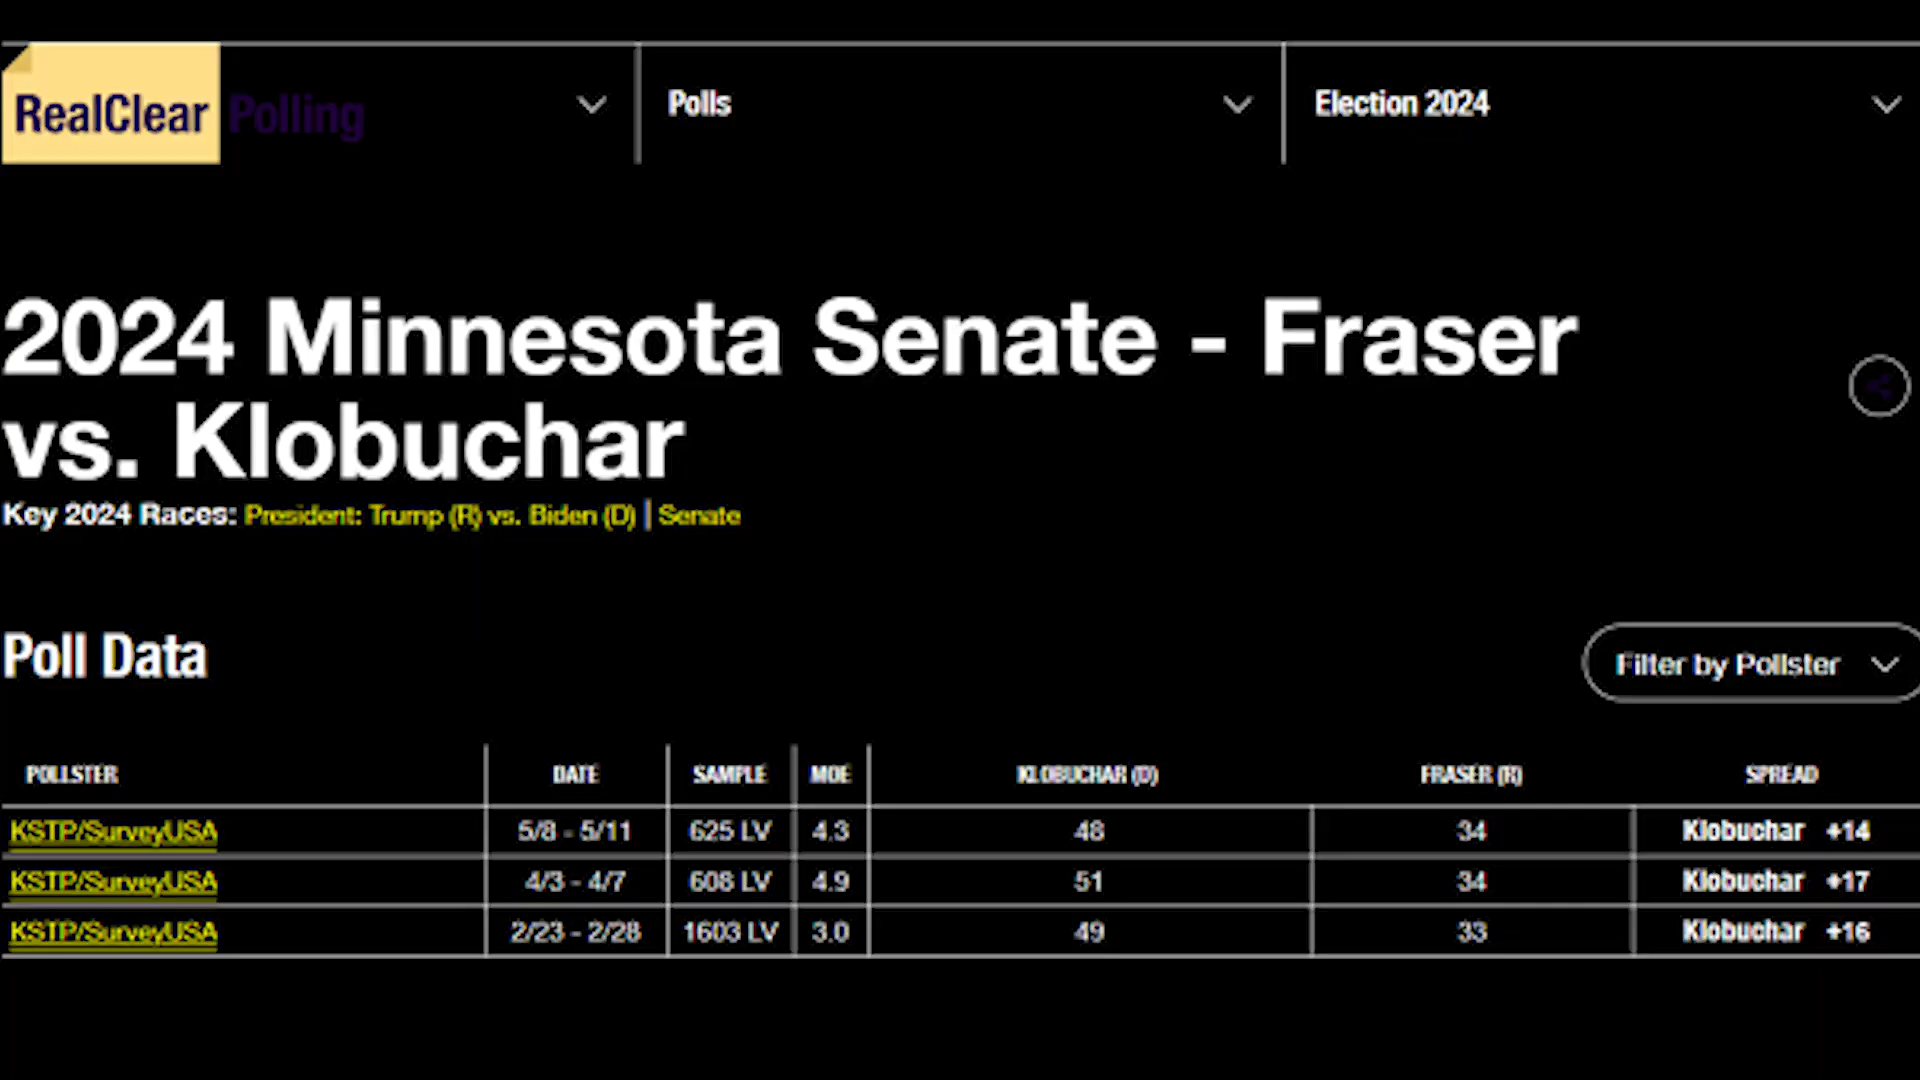 RealClear Polling
Polls
Election 2024
2024 Minnesota Senate - Fraser
vs. Klobuchar
Key 2024 Races: President: Trump (R) vs. Biden (D) | Senate
Poll Data
Filter by Pollster
POLLSTER DATE SAMPLE MOE KLOBUCHAR (D) FRASER (R) SPREAD
KSTP/SurveyUSA 5/8 - 5/11 625 LV 4.3 48 34 Klobuchar +14
KSTP/SurveyUSA 4/3 - 4/7 608 LV 4.9 51 34 Klobuchar +17
KSTP/SurveyUSA 2/23 - 2/28 1603 LV 3.0 49 33 Klobuchar +16